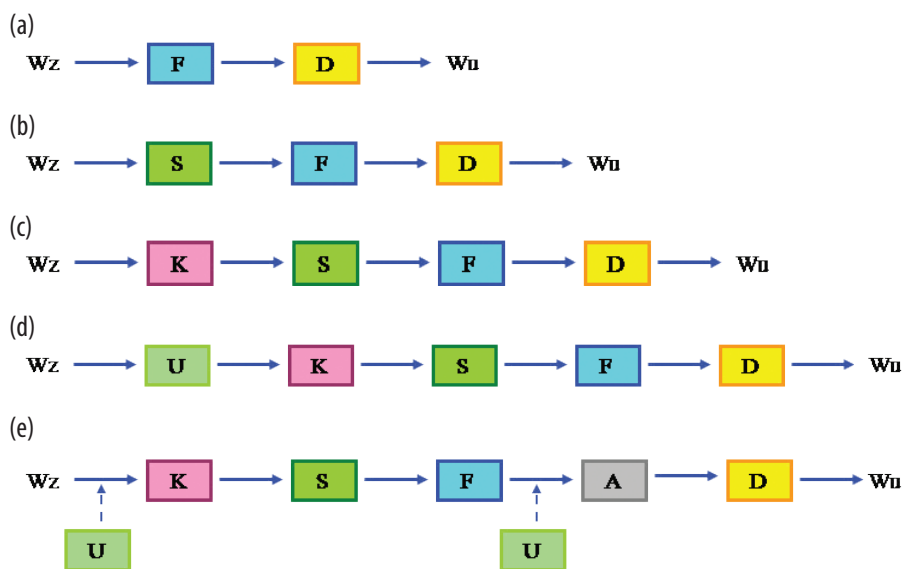 (a)
Wz F D Wu
(b)
Wz S F D Wu
(c)
Wz K S F D Wu
(d)
Wz U K S F D Wu
(e)
Wz K S F A D Wu
U U